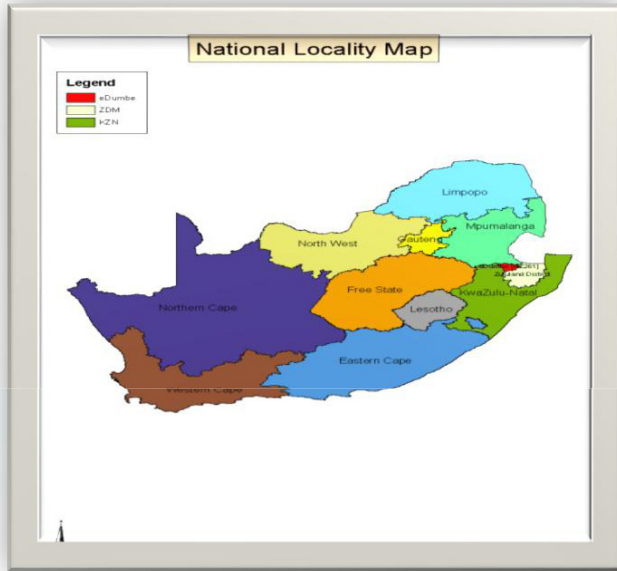 National Locality Map
Legend
eDumbe
ZDM
KZN
Limpopo
Mpumalanga
North West
Gauteng
Free State
KwaZulu-Natal
Northern Cape
Lesotho
Eastern Cape
Western Cape